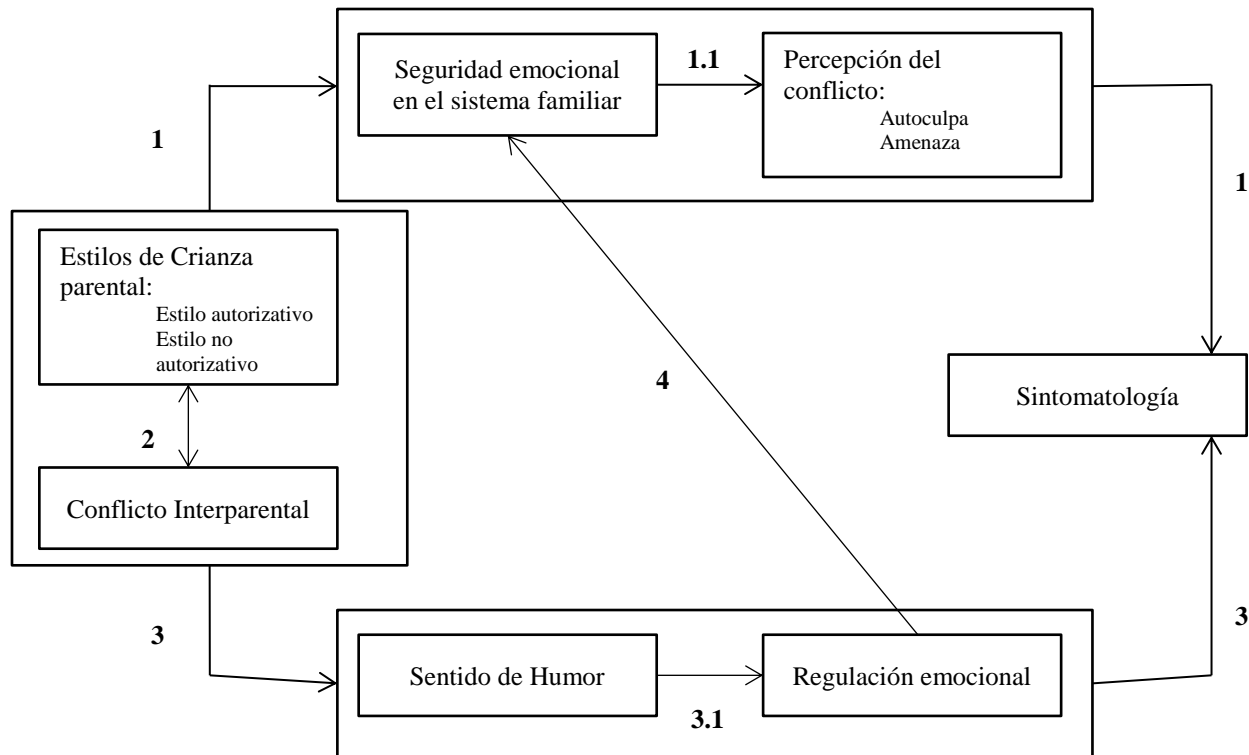 1.1
Seguridad emocional
en el sistema familiar
Percepción del
conflicto:
Autoculpa
Amenaza
1
1
Estilos de Crianza
parental:
Estilo autorizativo
Estilo no
autorizativo
2
Conflicto Interparental
4
Sintomatología
3
3
Sentido de Humor
3.1
Regulación emocional